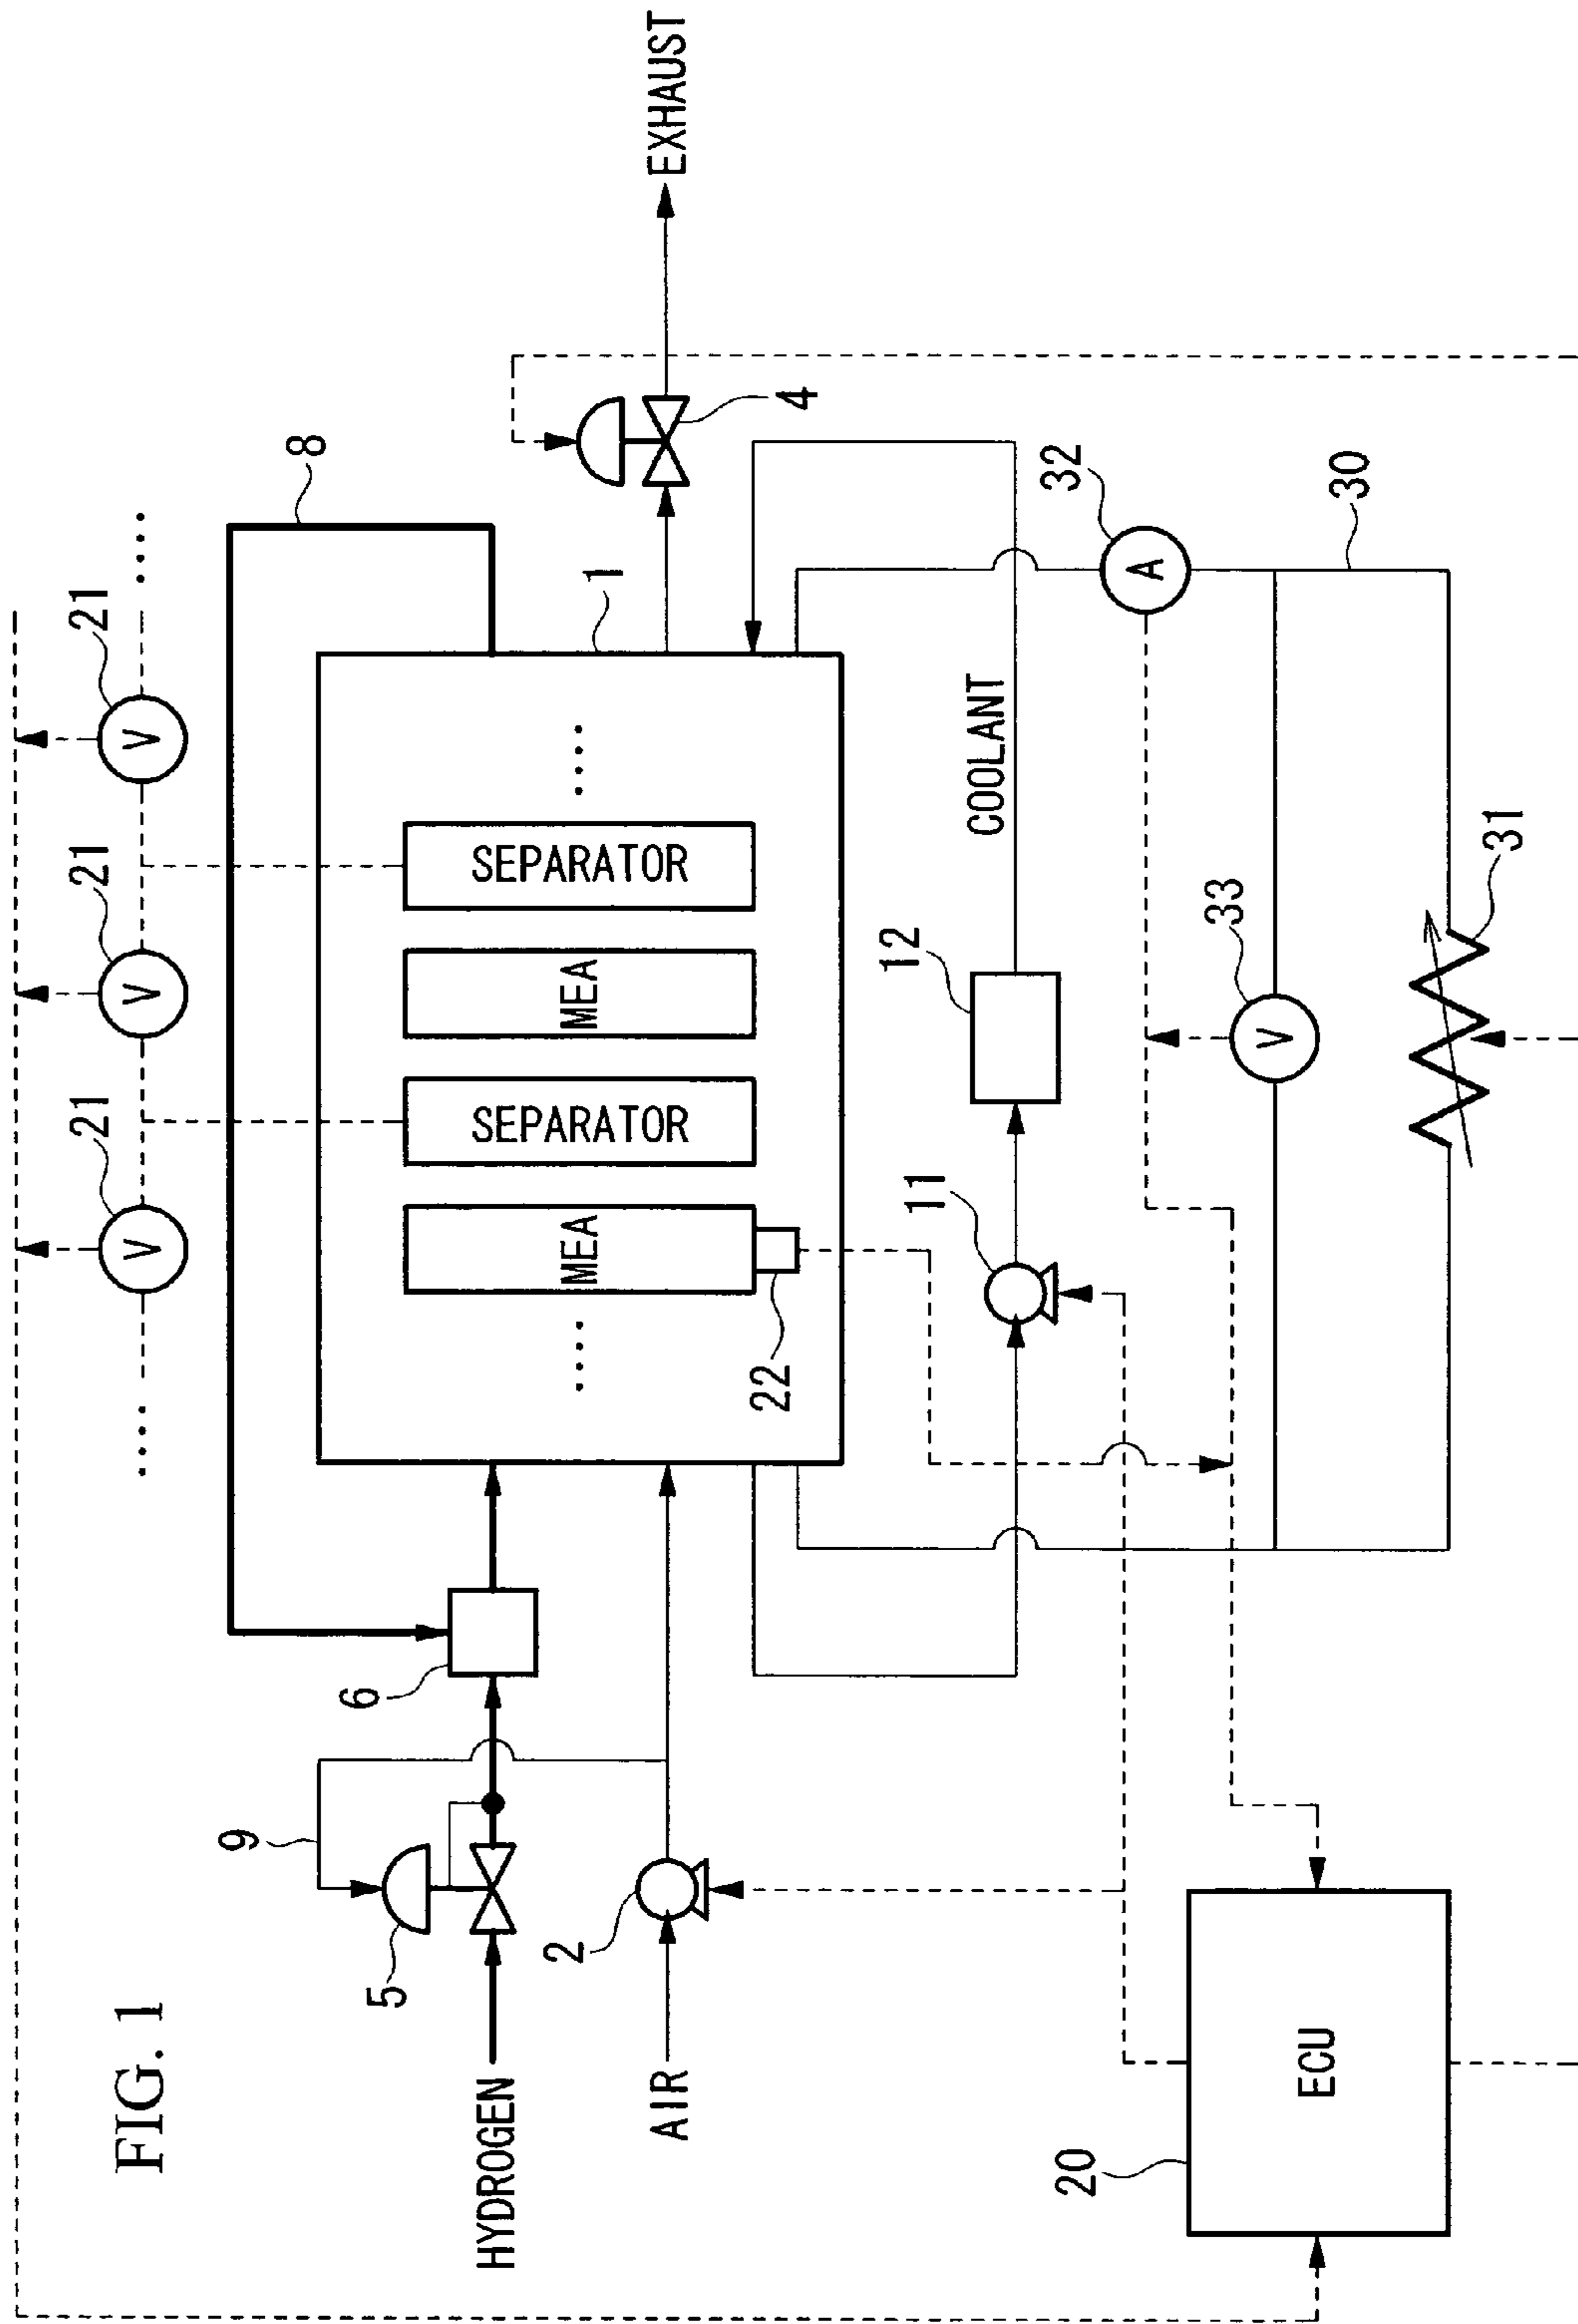 FIG. 1
21
21
21
V
V
V
8
9
5
6
1
HYDROGEN
MEA
SEPARATOR
MEA
SEPARATOR
4
EXHAUST
2
AIR
22
11
12
COOLANT
32
A
20
ECU
33
V
30
31